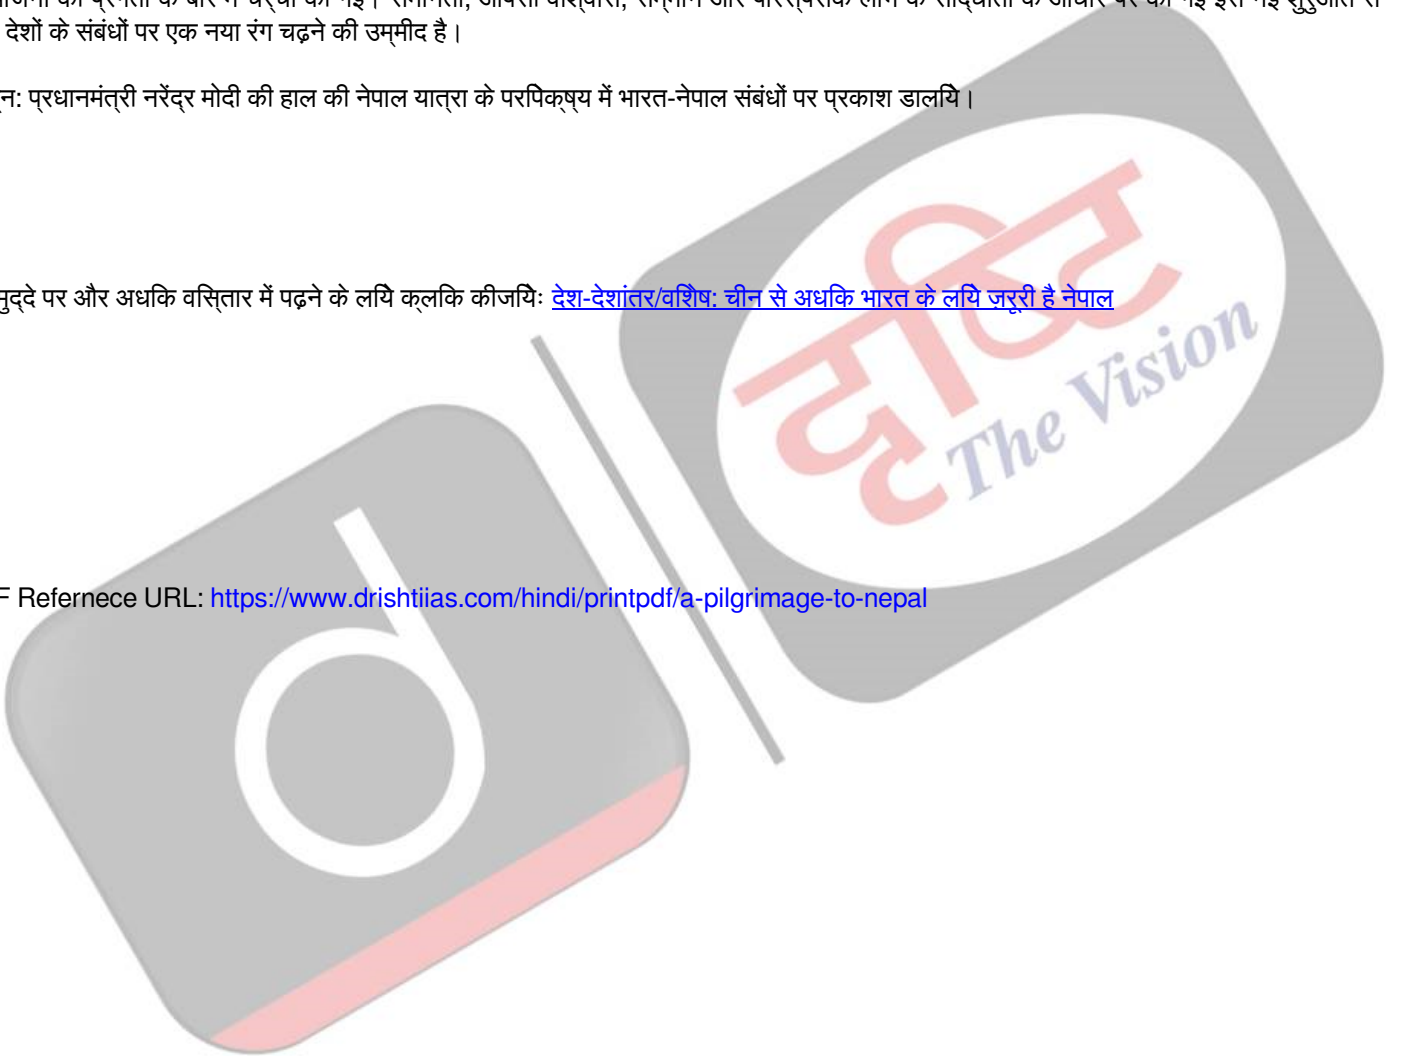 देशों के संबंधों पर एक नया रंग चढ़ने की उम्मीद है।
प्रधानमंत्री नरेंद्र मोदी की हाल की नेपाल यात्रा के परिप्रेक्ष्य में भारत-नेपाल संबंधों पर प्रकाश डालिये।
पर और अधिक विस्तार में पढ़ने के लिये क्लिक कीजियेः देश-देशांतर/विशेष: चीन से अधिक भारत के लिये ज़रूरी है नेपाल
दृष्टि
The Vision
d
F Refernece URL: https://www.drishtiias.com/hindi/printpdf/a-pilgrimage-to-nepal